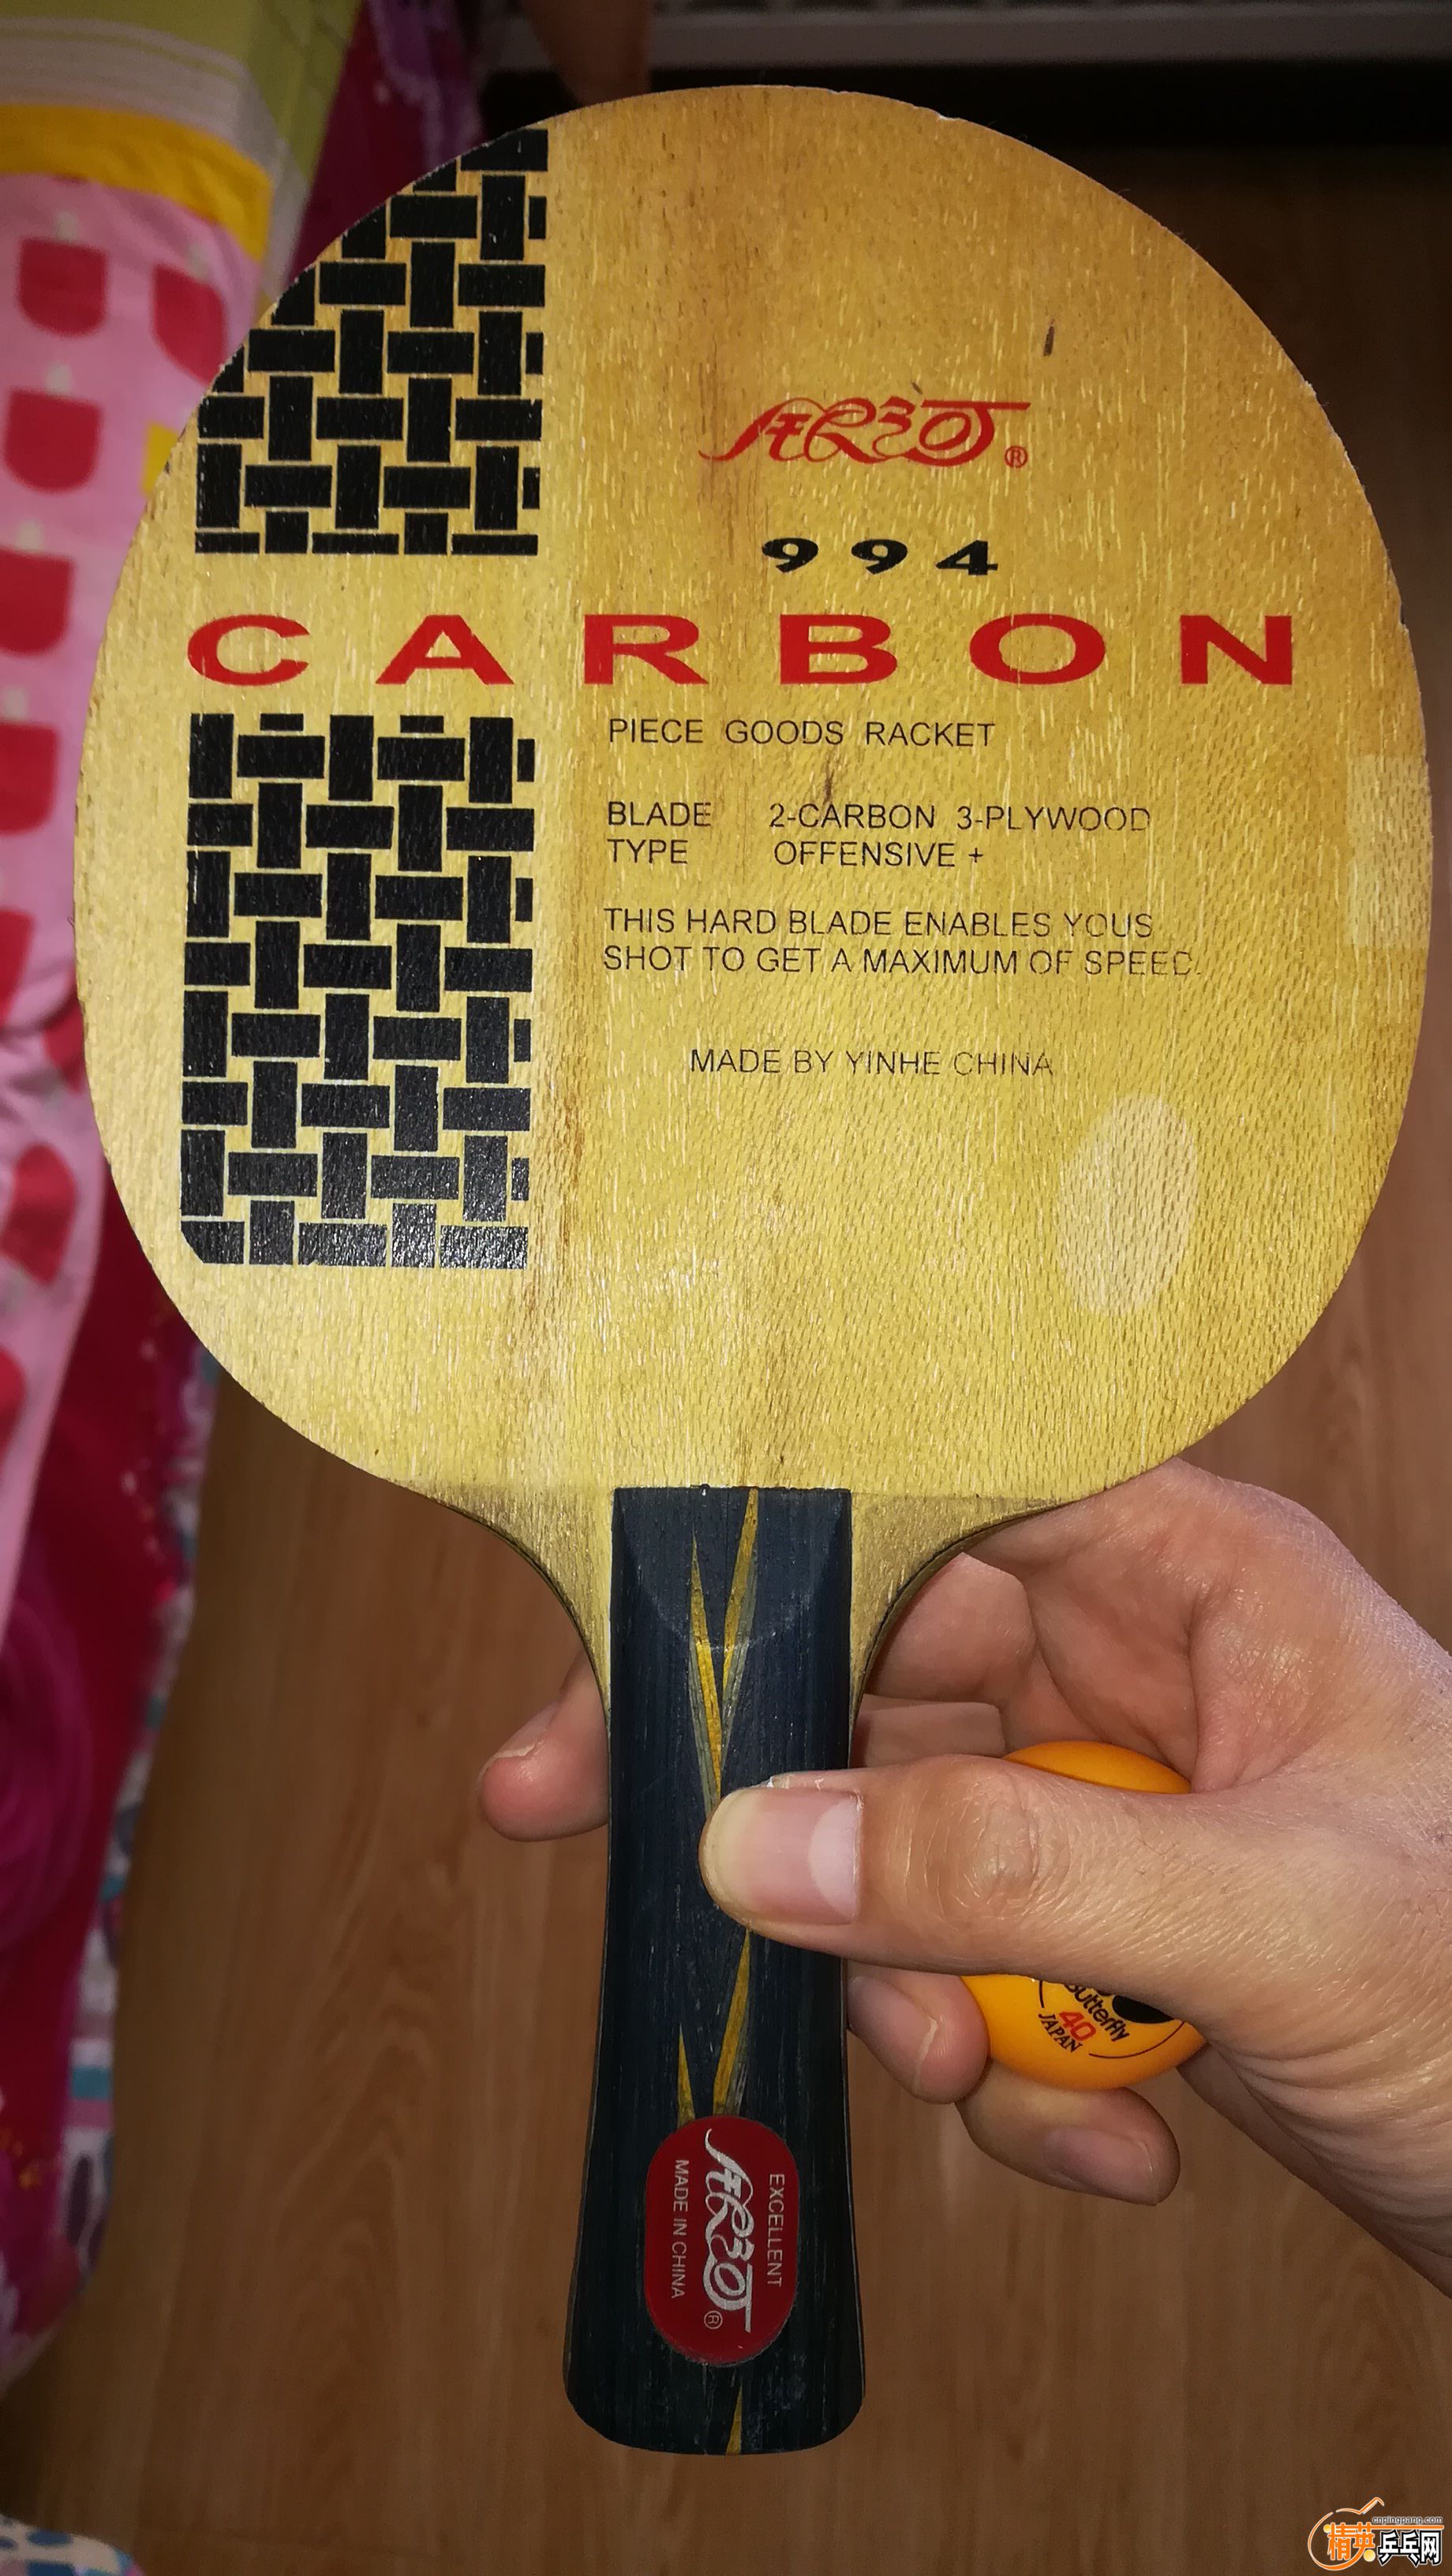 银河®
994
CARBON
PIECE GOODS RACKET
BLADE 2-CARBON 3-PLYWOOD
TYPE OFFENSIVE +
THIS HARD BLADE ENABLES YOUS
SHOT TO GET A MAXIMUM OF SPEED.
MADE BY YINHE CHINA
Butterfly
40
JAPAN
EXCELLENT
银河®
MADE IN CHINA
cnpingpang.com
精英乒乓网